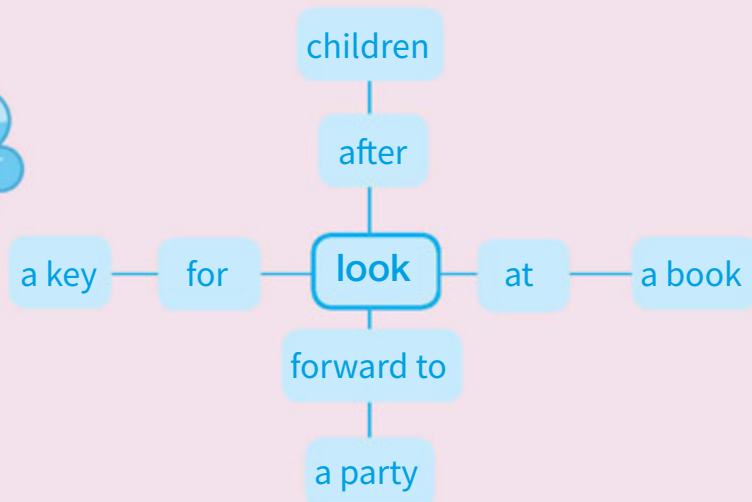 children
after
a key for look at a book
forward to
a party